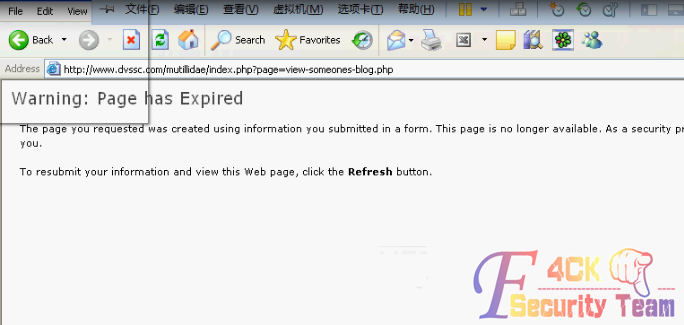 File Edit View 文件(F) 编辑(E) 查看(V) 虚拟机(M) 选项卡(T) 帮助(H)
Back Search Favorites
Address http://www.dvssc.com/mutillidae/index.php?page=view-someones-blog.php
Warning: Page has Expired
The page you requested was created using information you submitted in a form. This page is no longer available. As a security pr
you.
To resubmit your information and view this Web page, click the Refresh button.
F4CK
Security Team